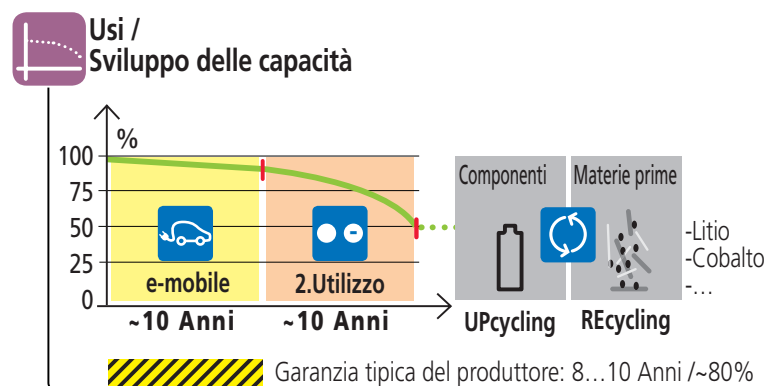 Usi /
Sviluppo delle capacità
%
100
75
50
25
0
e-mobile
2.Utilizzo
~10 Anni
~10 Anni
Componenti
Materie prime
UPcycling
REcycling
-Litio
-Cobalto
-...
Garanzia tipica del produttore: 8...10 Anni /~80%